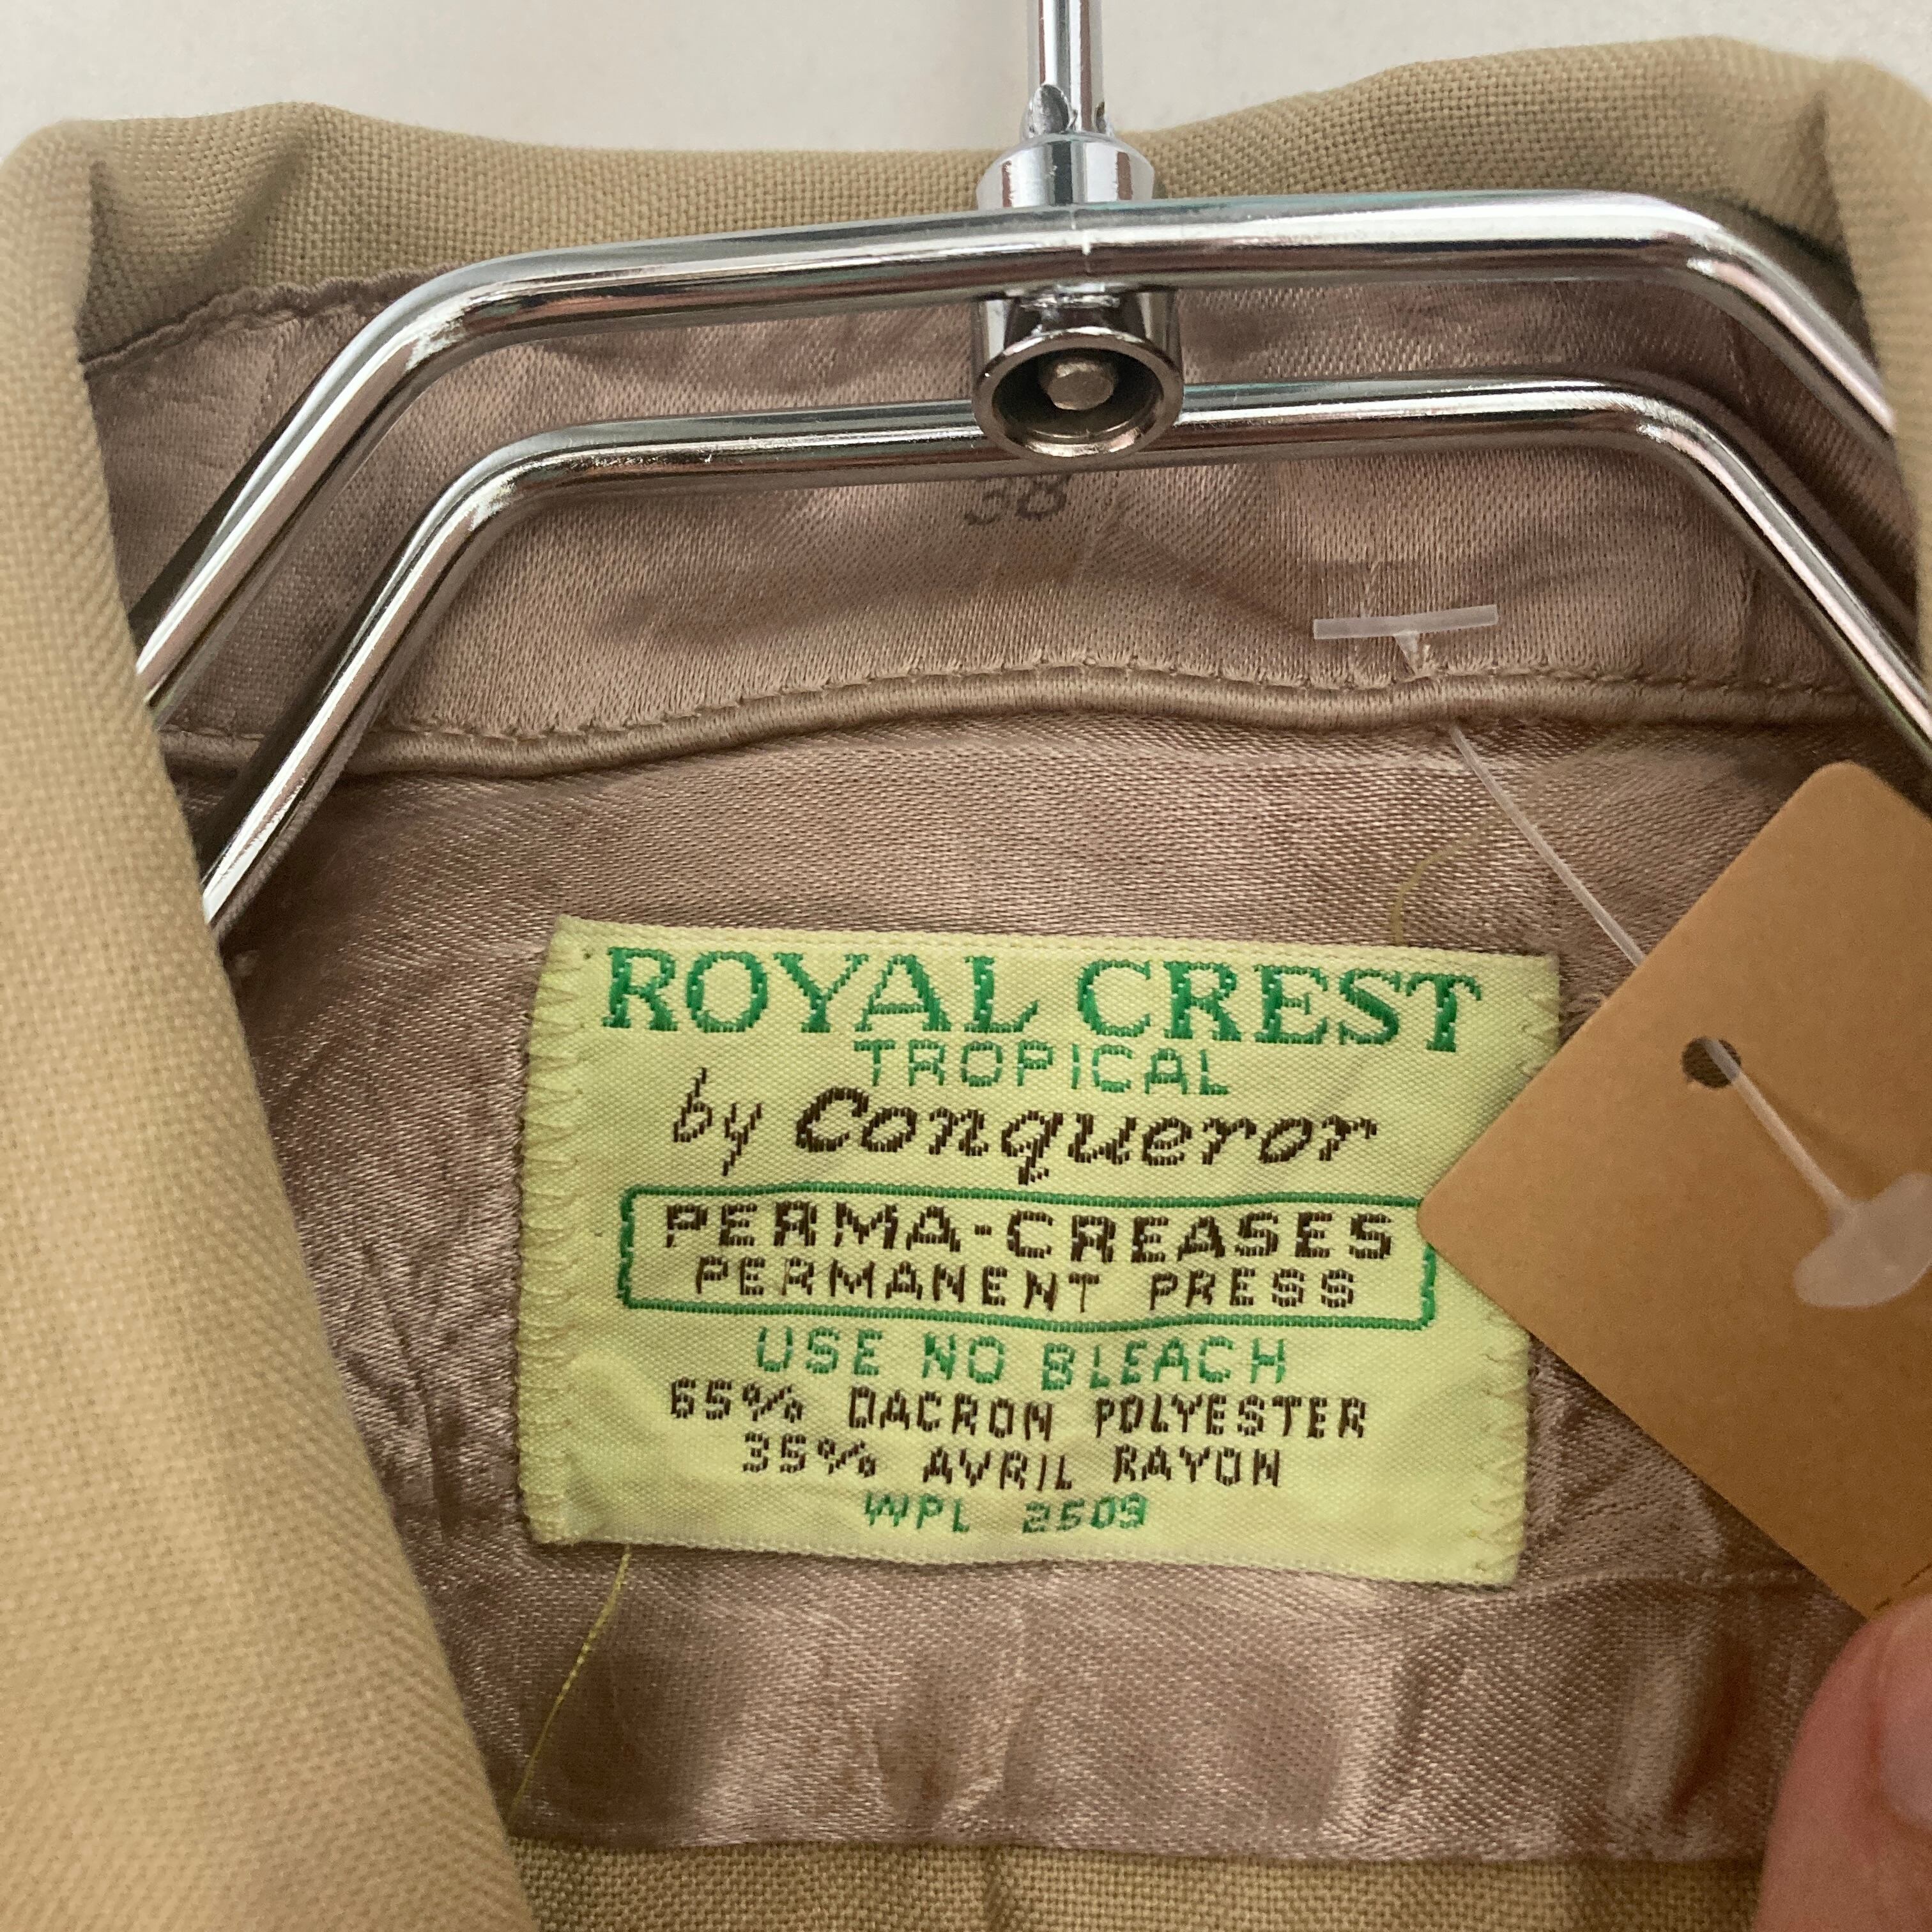 38
ROYAL CREST
TROPICAL
by Conqueror
PERMA-CREASES
PERMANENT PRESS
USE NO BLEACH
65% DACRON POLYESTER
35% AVRIL RAYON
WPL 2509